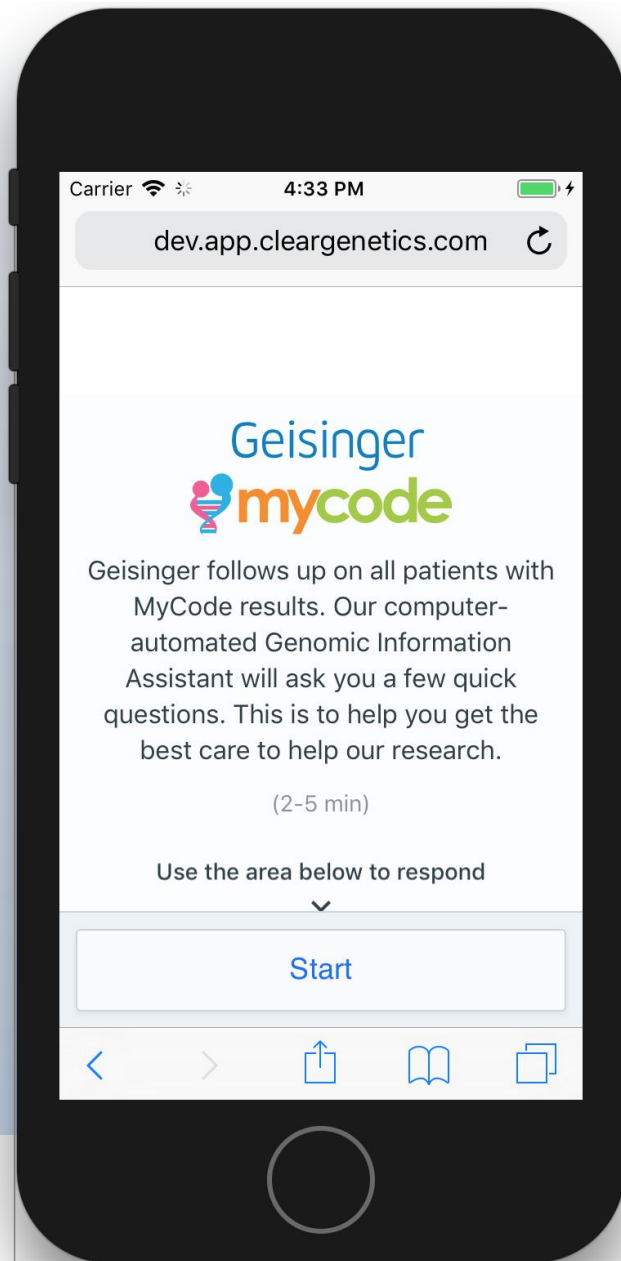 Carrier 4:33 PM
dev.app.cleargenetics.com
Geisinger
mycode
Geisinger follows up on all patients with
MyCode results. Our computer-
automated Genomic Information
Assistant will ask you a few quick
questions. This is to help you get the
best care to help our research.
(2-5 min)
Use the area below to respond
Start